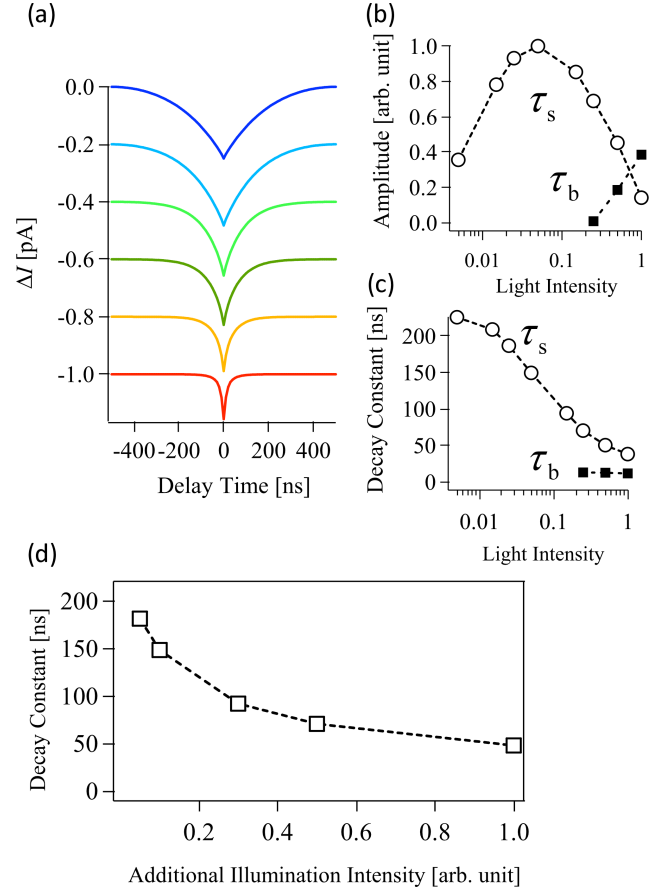 (a)
0.0
-0.2
-0.4
-0.6
-0.8
-1.0
ΔI [pA]
-400 -200 0 200 400
Delay Time [ns]
(b)
1.0
0.8
0.6
0.4
0.2
0.0
Amplitude [arb. unit]
τs
τb
0.01 0.1 1
Light Intensity
(c)
200
150
100
50
0
Decay Constant [ns]
τs
τb
0.01 0.1 1
Light Intensity
(d)
200
150
100
50
0
Decay Constant [ns]
0.2 0.4 0.6 0.8 1.0
Additional Illumination Intensity [arb. unit]